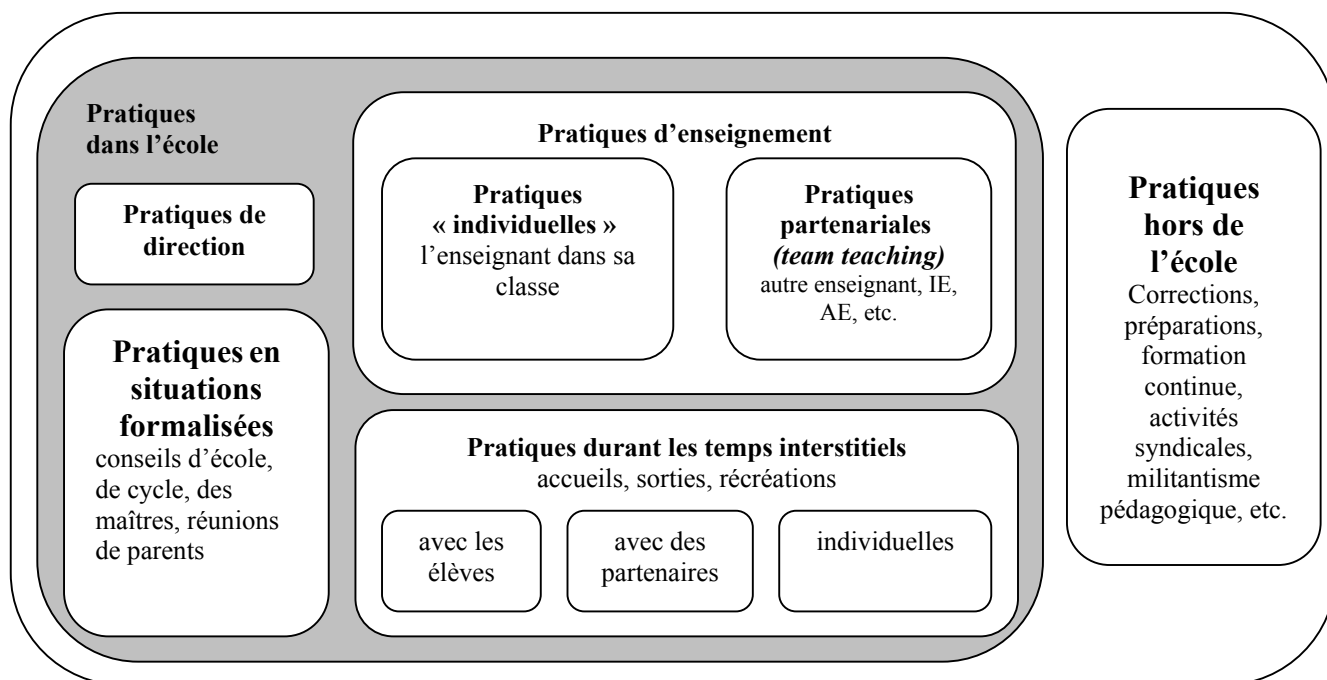 Pratiques
dans l’école
Pratiques de
direction
Pratiques en
situations
formalisées
conseils d’école,
de cycle, des
maîtres, réunions
de parents
Pratiques d’enseignement
Pratiques
« individuelles »
l’enseignant dans sa
classe
Pratiques
partenariales
(team teaching)
autre enseignant, IE,
AE, etc.
Pratiques durant les temps interstitiels
accueils, sorties, récréations
avec les
élèves
avec des
partenaires
individuelles
Pratiques
hors de
l’école
Corrections,
préparations,
formation
continue,
activités
syndicales,
militantisme
pédagogique, etc.